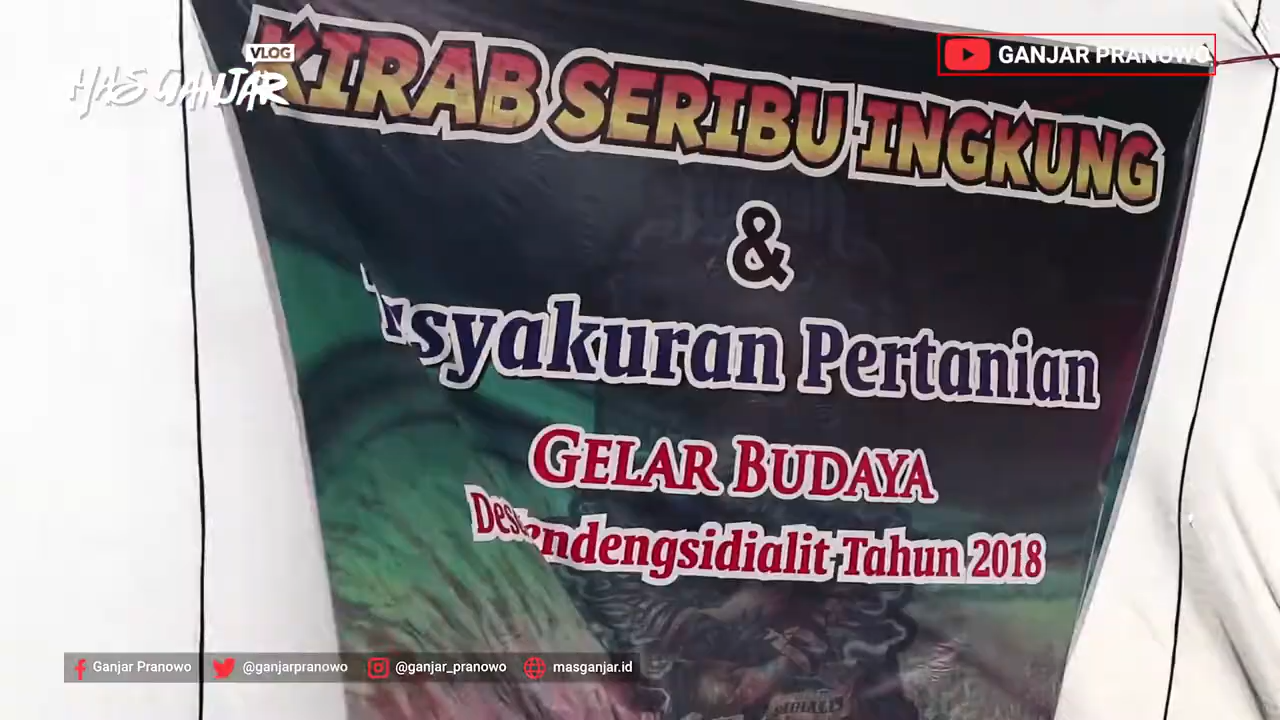 VLOG
MAS GANJAR
GANJAR PRANOWO
KIRAB SERIBU INGKUNG
&
syakuran Pertanian
GELAR BUDAYA
Tahun 2018
Ganjar Pranowo
@ganjarpranowo
@ganjar_pranowo
masganjar.id